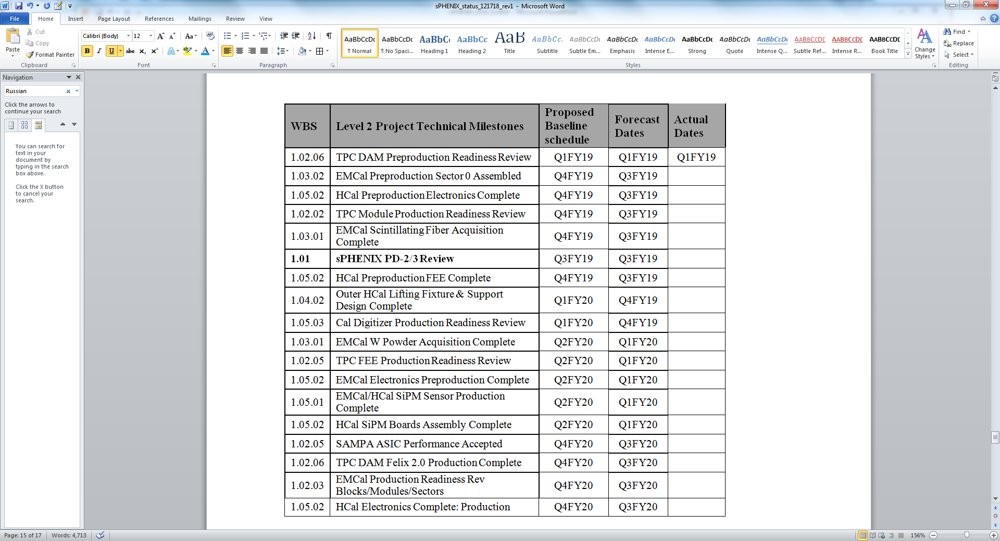 sPHENIX_status_121718_rev1 - Microsoft Word
File Home Insert Page Layout References Mailings Review View
Paste
Cut
Copy
Format Painter
Clipboard
Calibri (Body) 12
Font
Paragraph
AaBbCcDc AaBbCcDc AaBbCc AaBbCc AaB AaBbCc. AaBbCcDc AaBbCcDc AaBbCcDc AaBbCcDc AaBbCcDc AaBbCcDc AABBCCDE AABBCCDE AABBCCDE
¶ Normal ¶ No Spaci... Heading 1 Heading 2 Title Subtitle Subtle Em... Emphasis Intense E... Strong Quote Intense Q... Subtle Ref... Intense R... Book Title
Change Styles
Styles
Find
Replace
Select
Editing
Navigation
Russian
Click the arrows to
continue your search
You can search for
text in your
document by
typing in the search
box above.
Click the X button
to cancel your
search.
WBS Level 2 Project Technical Milestones Proposed Baseline schedule Forecast Dates Actual Dates
1.02.06 TPC DAM Preproduction Readiness Review Q1FY19 Q1FY19 Q1FY19
1.03.02 EMCal Preproduction Sector 0 Assembled Q4FY19 Q3FY19
1.05.02 HCal Preproduction Electronics Complete Q4FY19 Q3FY19
1.02.02 TPC Module Production Readiness Review Q4FY19 Q3FY19
1.03.01 EMCal Scintillating Fiber Acquisition Complete Q4FY19 Q3FY19
1.01 sPHENIX PD-2/3 Review Q3FY19 Q3FY19
1.05.02 HCal Preproduction FEE Complete Q4FY19 Q3FY19
1.04.02 Outer HCal Lifting Fixture & Support Design Complete Q1FY20 Q4FY19
1.05.03 Cal Digitizer Production Readiness Review Q1FY20 Q4FY19
1.03.01 EMCal W Powder Acquisition Complete Q2FY20 Q1FY20
1.02.05 TPC FEE Production Readiness Review Q2FY20 Q1FY20
1.05.02 EMCal Electronics Preproduction Complete Q2FY20 Q1FY20
1.05.01 EMCal/HCal SiPM Sensor Production Complete Q2FY20 Q1FY20
1.05.02 HCal SiPM Boards Assembly Complete Q2FY20 Q1FY20
1.02.05 SAMPA ASIC Performance Accepted Q4FY20 Q3FY20
1.02.06 TPC DAM Felix 2.0 Production Complete Q4FY20 Q3FY20
1.02.03 EMCal Production Readiness Rev Blocks/Modules/Sectors Q4FY20 Q3FY20
1.05.02 HCal Electronics Complete: Production Q4FY20 Q3FY20
Page: 15 of 17 Words: 4,713 156%